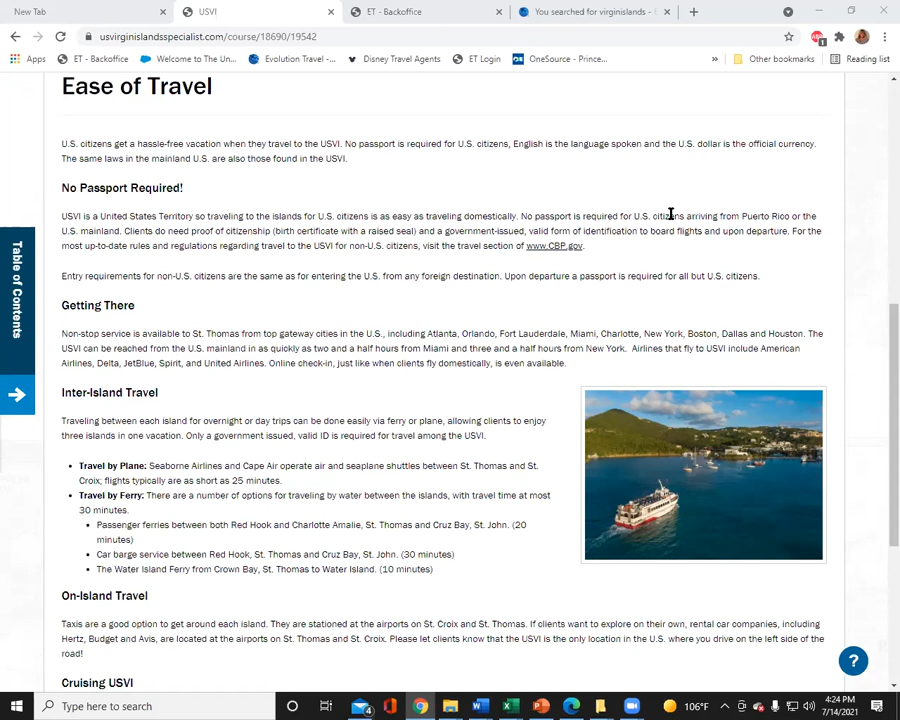 New Tab
USVI
ET - Backoffice
You searched for virginislands - E
usvirginislandsspecialist.com/course/18690/19542
Apps
ET - Backoffice
Welcome to The Un...
Evolution Travel -...
Disney Travel Agents
ET Login
OneSource - Prince...
Other bookmarks
Reading list
Ease of Travel
U.S. citizens get a hassle-free vacation when they travel to the USVI. No passport is required for U.S. citizens, English is the language spoken and the U.S. dollar is the official currency.
The same laws in the mainland U.S. are also those found in the USVI.
No Passport Required!
USVI is a United States Territory so traveling to the islands for U.S. citizens is as easy as traveling domestically. No passport is required for U.S. citizens arriving from Puerto Rico or the
U.S. mainland. Clients do need proof of citizenship (birth certificate with a raised seal) and a government-issued, valid form of identification to board flights and upon departure. For the
most up-to-date rules and regulations regarding travel to the USVI for non-U.S. citizens, visit the travel section of www.CBP.gov.
Entry requirements for non-U.S. citizens are the same as for entering the U.S. from any foreign destination. Upon departure a passport is required for all but U.S. citizens.
Table of Contents
Getting There
Non-stop service is available to St. Thomas from top gateway cities in the U.S., including Atlanta, Orlando, Fort Lauderdale, Miami, Charlotte, New York, Boston, Dallas and Houston. The
USVI can be reached from the U.S. mainland in as quickly as two and a half hours from Miami and three and a half hours from New York. Airlines that fly to USVI include American
Airlines, Delta, JetBlue, Spirit, and United Airlines. Online check-in, just like when clients fly domestically, is even available.
Inter-Island Travel
Traveling between each island for overnight or day trips can be done easily via ferry or plane, allowing clients to enjoy
three islands in one vacation. Only a government issued, valid ID is required for travel among the USVI.
• Travel by Plane: Seaborne Airlines and Cape Air operate air and seaplane shuttles between St. Thomas and St.
Croix; flights typically are as short as 25 minutes.
• Travel by Ferry: There are a number of options for traveling by water between the islands, with travel time at most
30 minutes.
• Passenger ferries between both Red Hook and Charlotte Amalie, St. Thomas and Cruz Bay, St. John. (20
minutes)
• Car barge service between Red Hook, St. Thomas and Cruz Bay, St. John. (30 minutes)
• The Water Island Ferry from Crown Bay, St. Thomas to Water Island. (10 minutes)
On-Island Travel
Taxis are a good option to get around each island. They are stationed at the airports on St. Croix and St. Thomas. If clients want to explore on their own, rental car companies, including
Hertz, Budget and Avis, are located at the airports on St. Thomas and St. Croix. Please let clients know that the USVI is the only location in the U.S. where you drive on the left side of the
road!
Cruising USVI
?
Type here to search
4
106°F
4:24 PM
7/14/2021